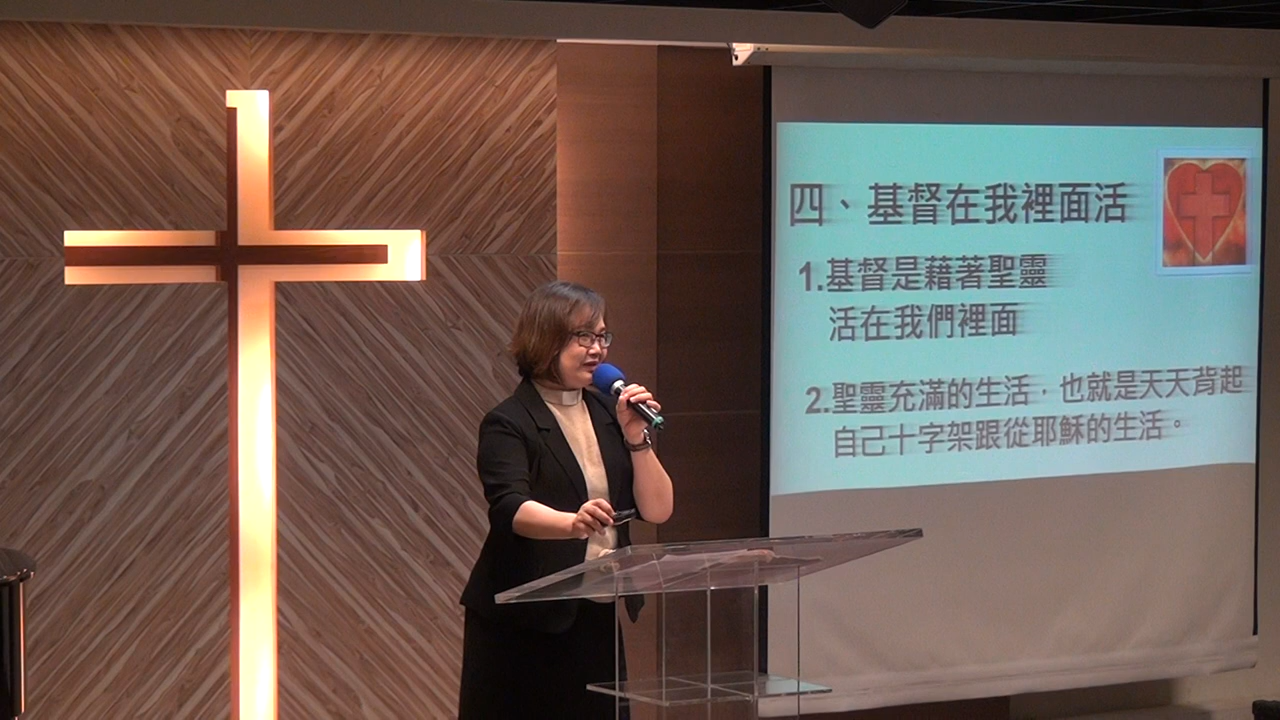 四、基督在我裡面活
1.基督是藉著聖靈
活在我們裡面
2.聖靈充滿的生活，也就是天天背起
自己十字架跟從耶穌的生活。